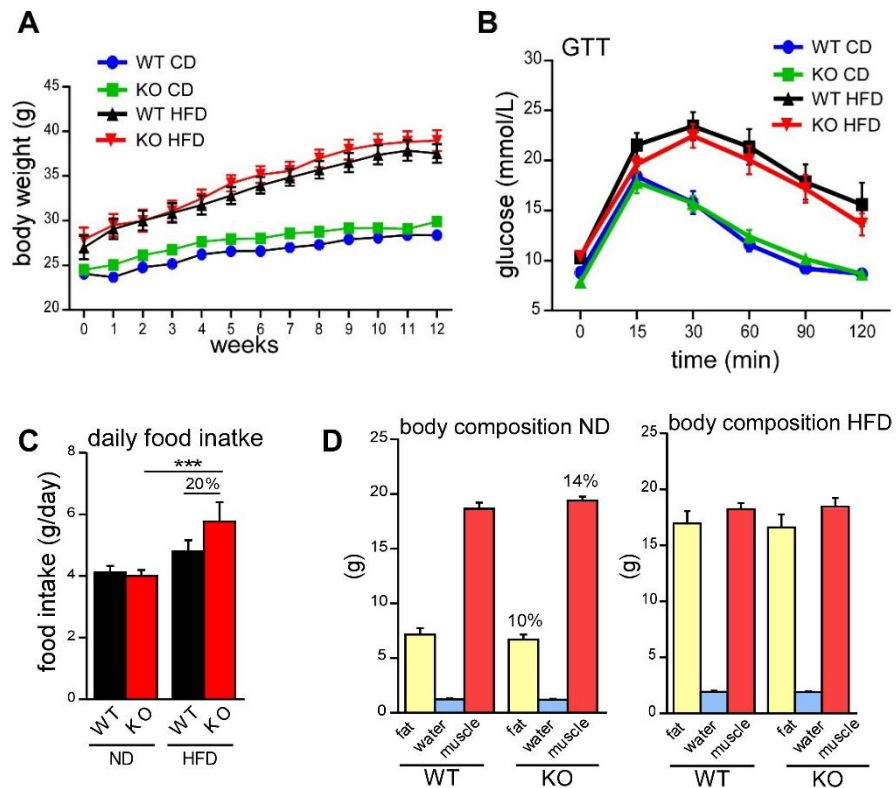 A
WT CD
KO CD
WT HFD
KO HFD
body weight (g)
45
40
35
30
25
20
0 1 2 3 4 5 6 7 8 9 10 11 12
weeks
B
GTT
WT CD
KO CD
WT HFD
KO HFD
glucose (mmol/L)
30
25
20
15
10
5
0 15 30 60 90 120
time (min)
C
daily food inatke
***
20%
food intake (g/day)
8
6
4
2
0
WT KO WT KO
ND HFD
D
body composition ND
(g)
25
20
15
10
5
0
10%
14%
fat water muscle fat water muscle
WT KO
body composition HFD
(g)
25
20
15
10
5
0
fat water muscle fat water muscle
WT KO